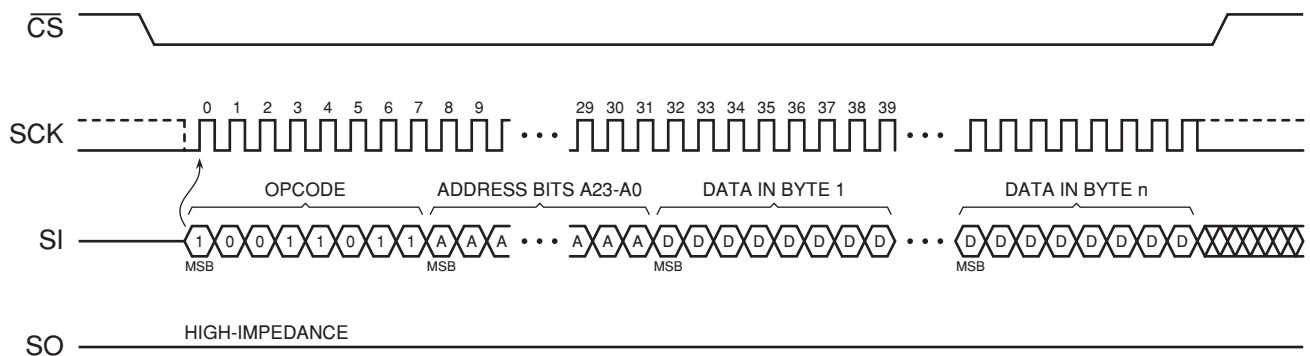 CS
0 1 2 3 4 5 6 7 8 9 29 30 31 32 33 34 35 36 37 38 39
SCK
OPCODE ADDRESS BITS A23-A0 DATA IN BYTE 1 DATA IN BYTE n
SI 1 0 0 1 1 0 1 1 A A A A A A D D D D D D D D D D D D D D D D
MSB MSB MSB MSB
HIGH-IMPEDANCE
SO